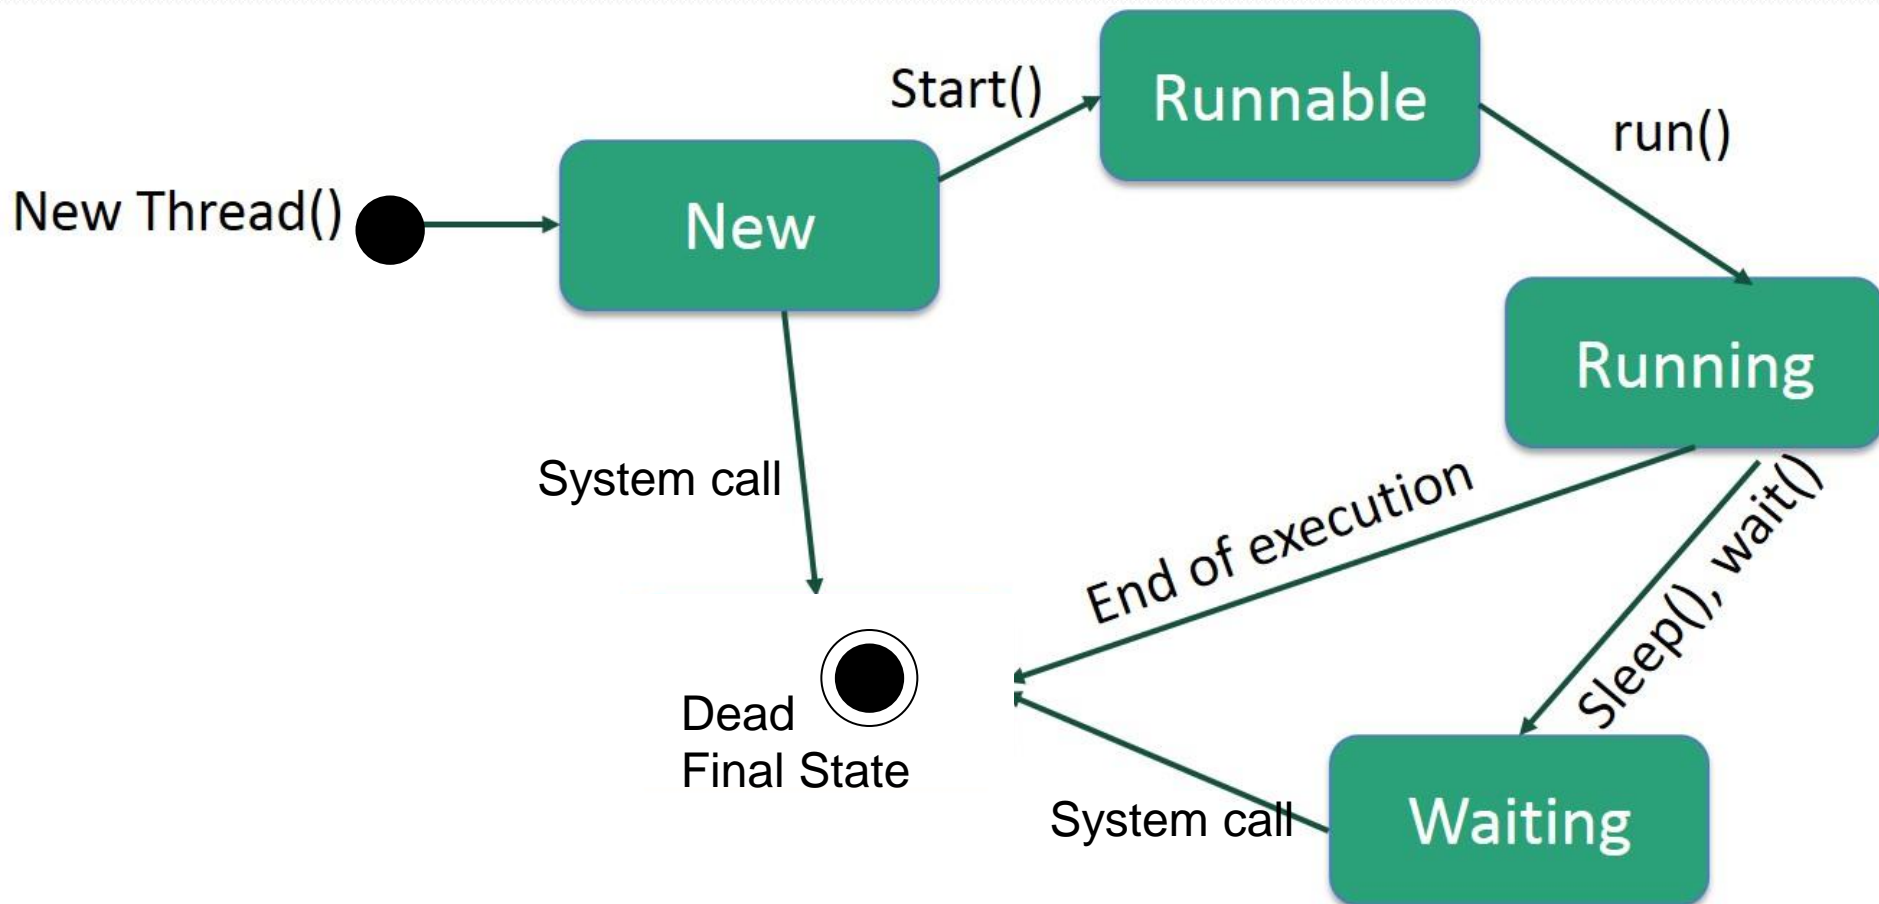 Start()
Runnable
run()
New Thread()
New
Running
System call
End of execution
Sleep(), wait()
Dead
Final State
System call
Waiting